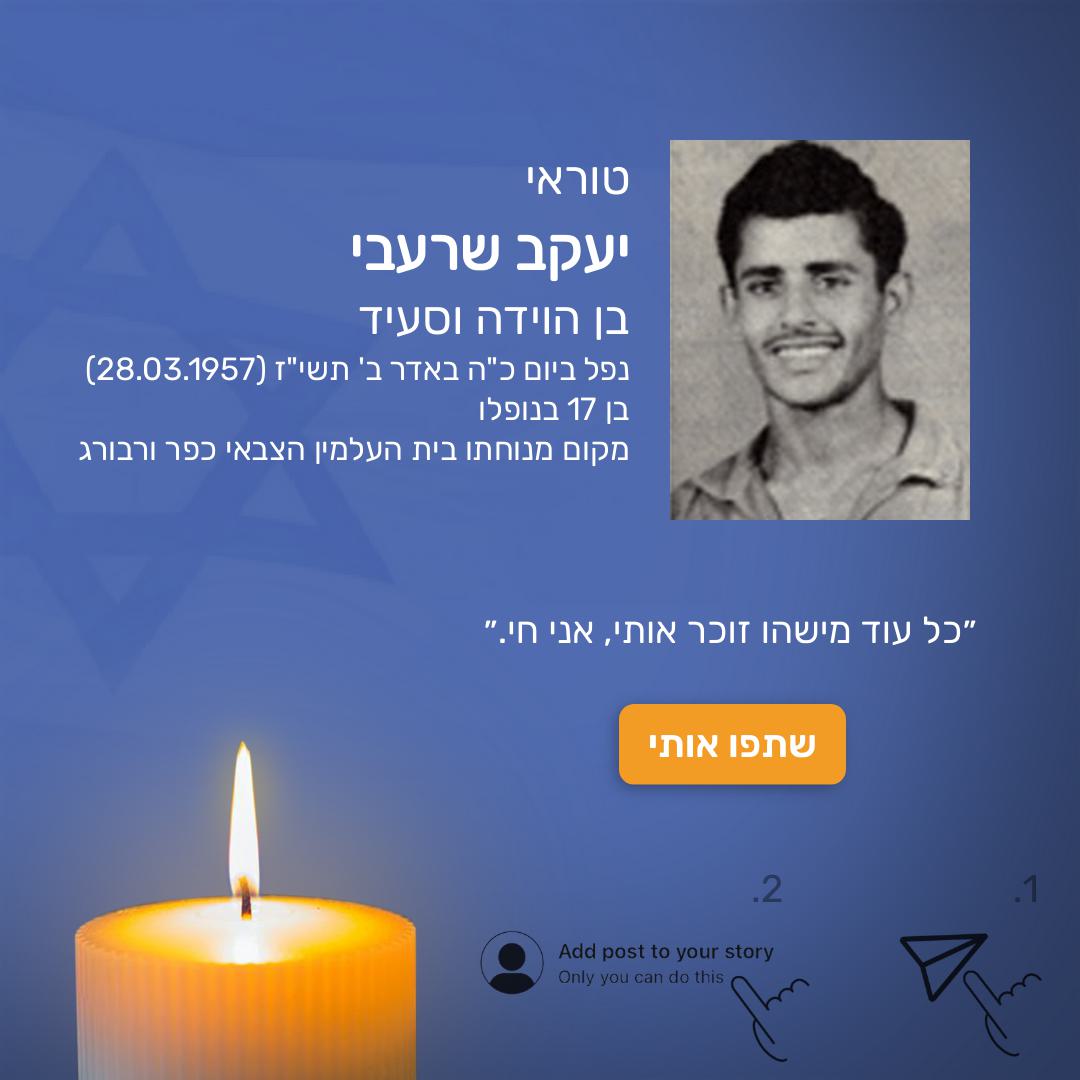 טוראי
יעקב שרעבי
בן הוידה וסעיד
נפל ביום כ"ה באדר ב' תשי"ז (28.03.1957)
בן 17 בנופלו
מקום מנוחתו בית העלמין הצבאי כפר ורבורג
״כל עוד מישהו זוכר אותי, אני חי.״
שתפו אותי
1.
2.
Add post to your story
Only you can do this